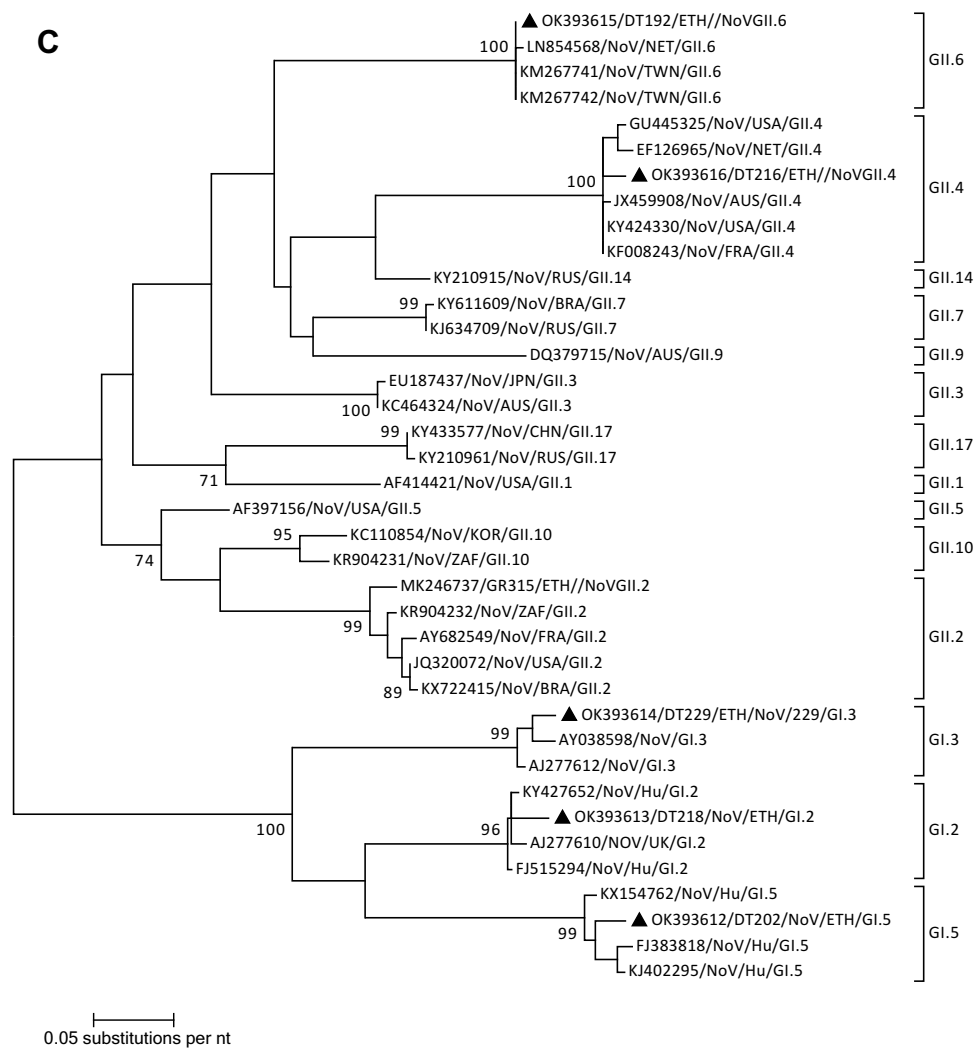 C
▲ OK393615/DT192/ETH//NoVGII.6
100
LN854568/NoV/NET/GII.6
KM267741/NoV/TWN/GII.6
KM267742/NoV/TWN/GII.6
GII.6
GU445325/NoV/USA/GII.4
EF126965/NoV/NET/GII.4
▲ OK393616/DT216/ETH//NoVGII.4
100
JX459908/NoV/AUS/GII.4
KY424330/NoV/USA/GII.4
KF008243/NoV/FRA/GII.4
GII.4
KY210915/NoV/RUS/GII.14
GII.14
99
KY611609/NoV/BRA/GII.7
KJ634709/NoV/RUS/GII.7
GII.7
DQ379715/NoV/AUS/GII.9
GII.9
EU187437/NoV/JPN/GII.3
100
KC464324/NoV/AUS/GII.3
GII.3
99
KY433577/NoV/CHN/GII.17
KY210961/NoV/RUS/GII.17
GII.17
71
AF414421/NoV/USA/GII.1
GII.1
AF397156/NoV/USA/GII.5
GII.5
95
KC110854/NoV/KOR/GII.10
74
KR904231/NoV/ZAF/GII.10
GII.10
MK246737/GR315/ETH//NoVGII.2
KR904232/NoV/ZAF/GII.2
99
AY682549/NoV/FRA/GII.2
JQ320072/NoV/USA/GII.2
89
KX722415/NoV/BRA/GII.2
GII.2
▲ OK393614/DT229/ETH/NoV/229/GI.3
99
AY038598/NoV/GI.3
AJ277612/NoV/GI.3
GI.3
KY427652/NoV/Hu/GI.2
▲ OK393613/DT218/NoV/ETH/GI.2
100
96
AJ277610/NOV/UK/GI.2
FJ515294/NoV/Hu/GI.2
GI.2
KX154762/NoV/Hu/GI.5
▲ OK393612/DT202/NoV/ETH/GI.5
99
FJ383818/NoV/Hu/GI.5
KJ402295/NoV/Hu/GI.5
GI.5
0.05 substitutions per nt